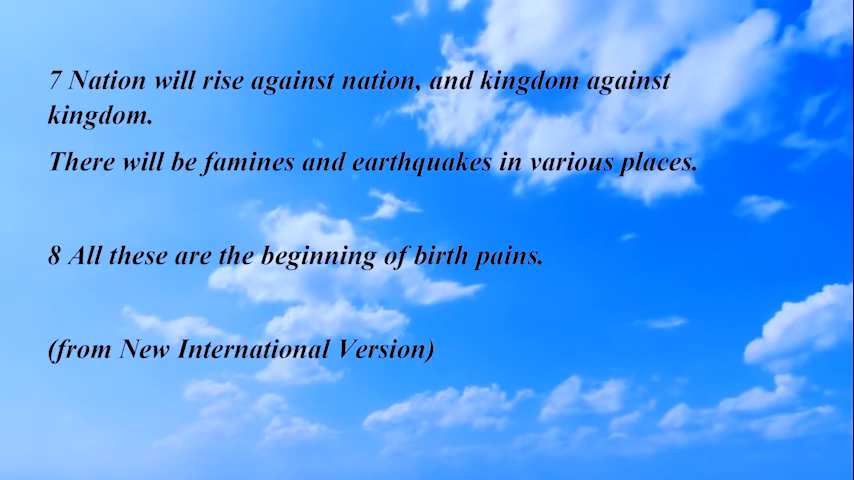 7 Nation will rise against nation, and kingdom against
kingdom.
There will be famines and earthquakes in various places.
8 All these are the beginning of birth pains.
(from New International Version)